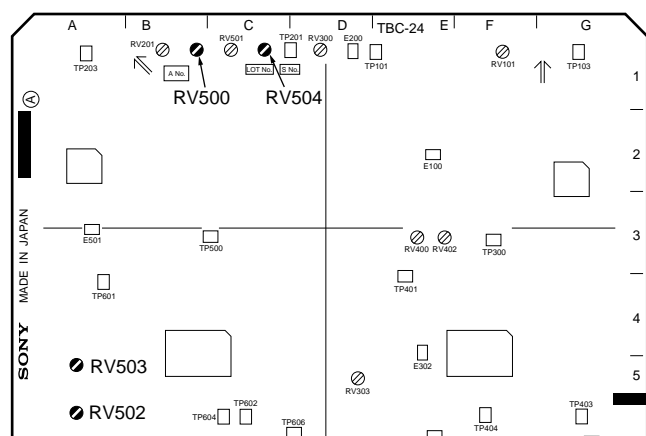 A B C D TBC-24 E F G
RV201 RV501 TP201 RV300 E200
TP203 A No. LOT No. S No. TP101 RV101 TP103
1
RV500 RV504
A
2
E100
3
E501 TP500 RV400 RV402 TP300
MADE IN JAPAN
TP601 TP401
4
SONY
E302
RV503
5
RV303
RV502
TP604 TP602 TP606 TP404 TP403